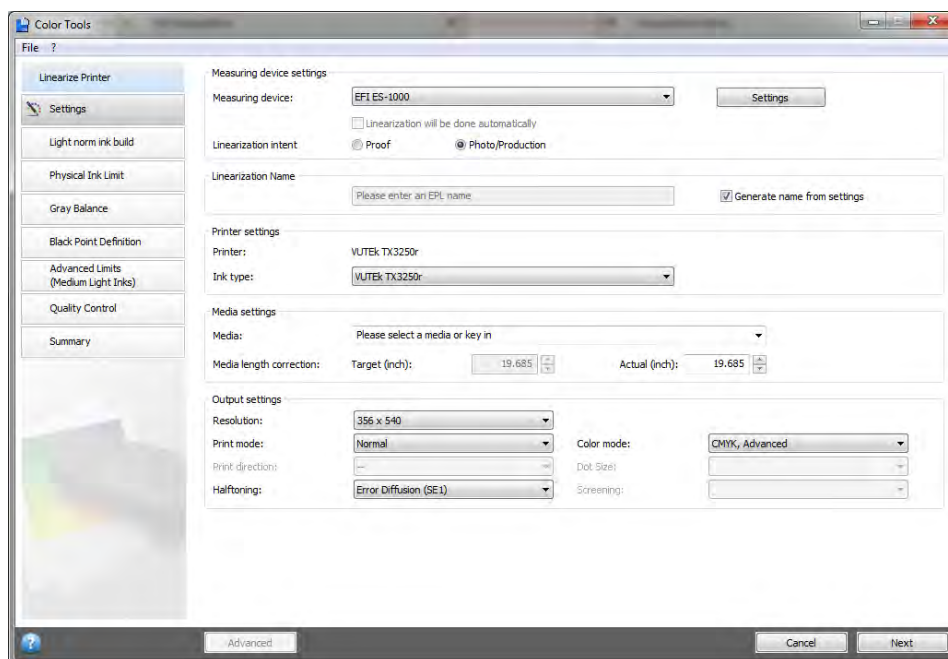 Color Tools
File ?
Linearize Printer
Settings
Light norm ink build
Physical Ink Limit
Gray Balance
Black Point Definition
Advanced Limits
(Medium Light Inks)
Quality Control
Summary
Measuring device settings
Measuring device: EFI ES-1000 Settings
Linearization will be done automatically
Linearization intent Proof Photo/Production
Linearization Name
Please enter an EPL name Generate name from settings
Printer settings
Printer: VUTEk TX3250r
Ink type: VUTEk TX3250r
Media settings
Media: Please select a media or key in
Media length correction: Target (inch): 19.685 Actual (inch): 19.685
Output settings
Resolution: 356 x 540
Print mode: Normal Color mode: CMYK, Advanced
Print direction: -- Dot Size:
Halftoning: Error Diffusion (SE1) Screening:
? Advanced Cancel Next